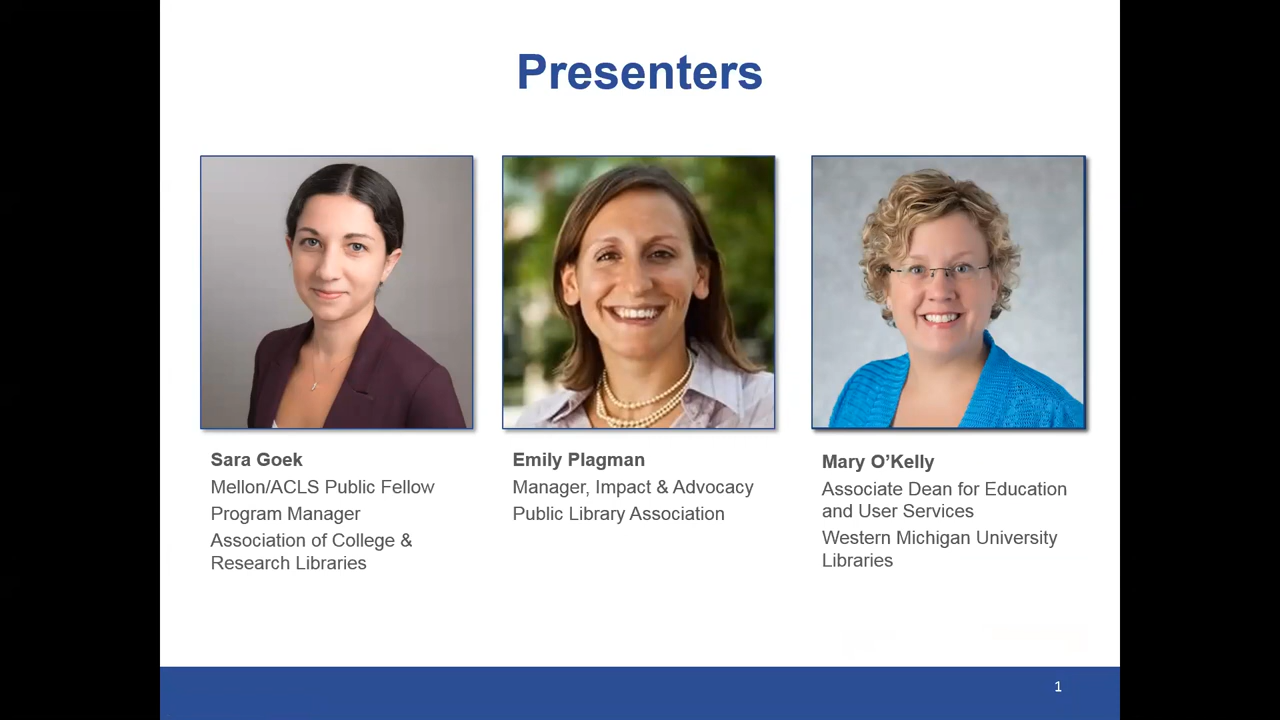 Presenters
Sara Goek
Mellon/ACLS Public Fellow
Program Manager
Association of College &
Research Libraries
Emily Plagman
Manager, Impact & Advocacy
Public Library Association
Mary O’Kelly
Associate Dean for Education
and User Services
Western Michigan University
Libraries
1